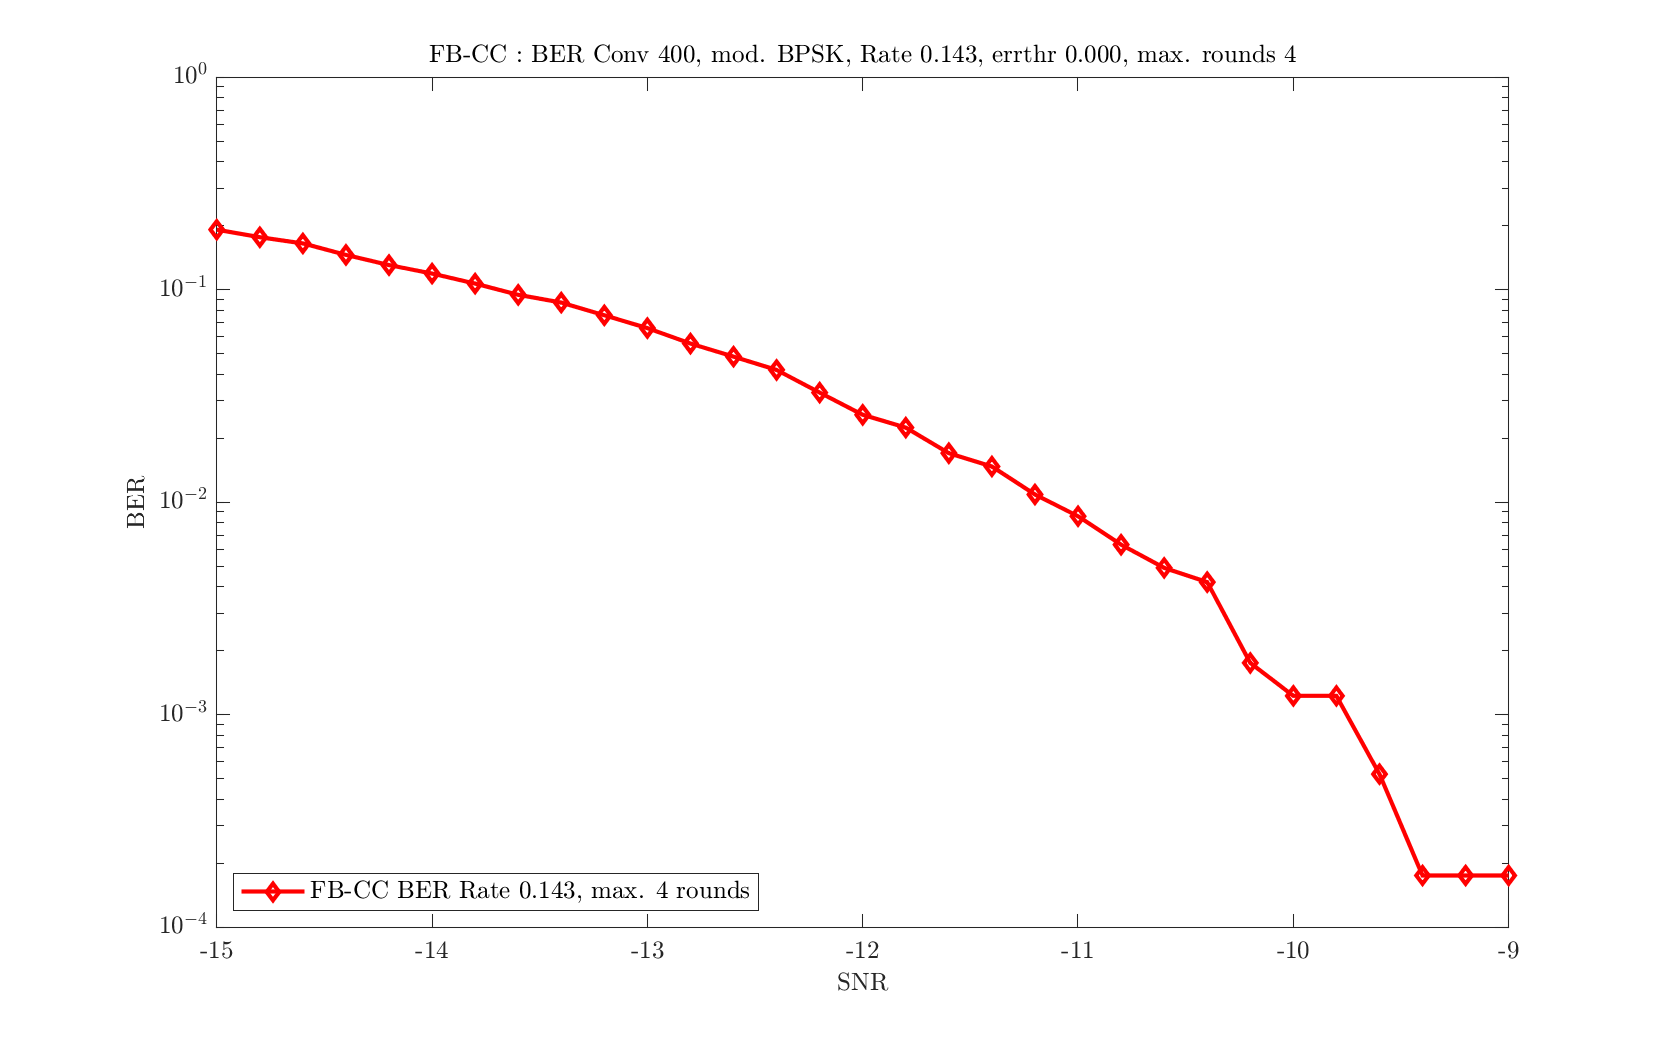 FB-CC : BER Conv 400, mod. BPSK, Rate 0.143, errthr 0.000, max. rounds 4
10^0
10^-1
10^-2
10^-3
10^-4
BER
FB-CC BER Rate 0.143, max. 4 rounds
-15 -14 -13 -12 -11 -10 -9
SNR